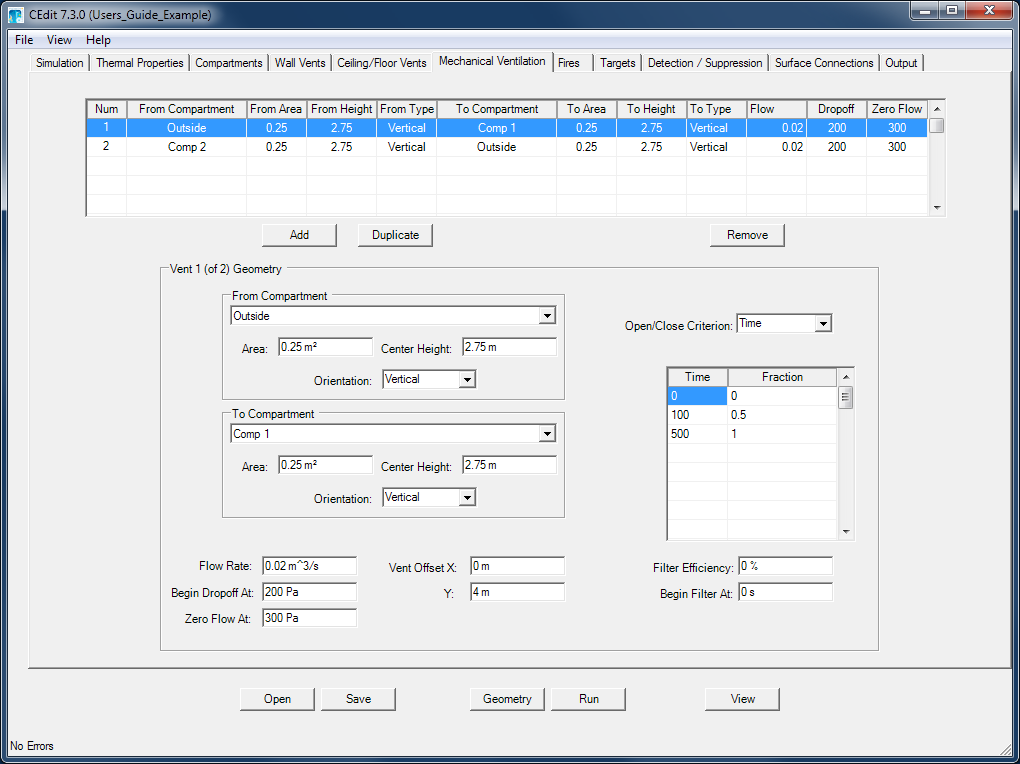 CEdit 7.3.0 (Users_Guide_Example)
File View Help
Simulation Thermal Properties Compartments Wall Vents Ceiling/Floor Vents Mechanical Ventilation Fires Targets Detection / Suppression Surface Connections Output
Num From Compartment From Area From Height From Type To Compartment To Area To Height To Type Flow Dropoff Zero Flow
1 Outside 0.25 2.75 Vertical Comp 1 0.25 2.75 Vertical 0.02 200 300
2 Comp 2 0.25 2.75 Vertical Outside 0.25 2.75 Vertical 0.02 200 300
Add Duplicate Remove
Vent 1 (of 2) Geometry
From Compartment
Outside
Area: 0.25 m² Center Height: 2.75 m
Orientation: Vertical
To Compartment
Comp 1
Area: 0.25 m² Center Height: 2.75 m
Orientation: Vertical
Open/Close Criterion: Time
Time Fraction
0 0
100 0.5
500 1
Flow Rate: 0.02 m^3/s Vent Offset X: 0 m Filter Efficiency: 0 %
Begin Dropoff At: 200 Pa Y: 4 m Begin Filter At: 0 s
Zero Flow At: 300 Pa
Open Save Geometry Run View
No Errors